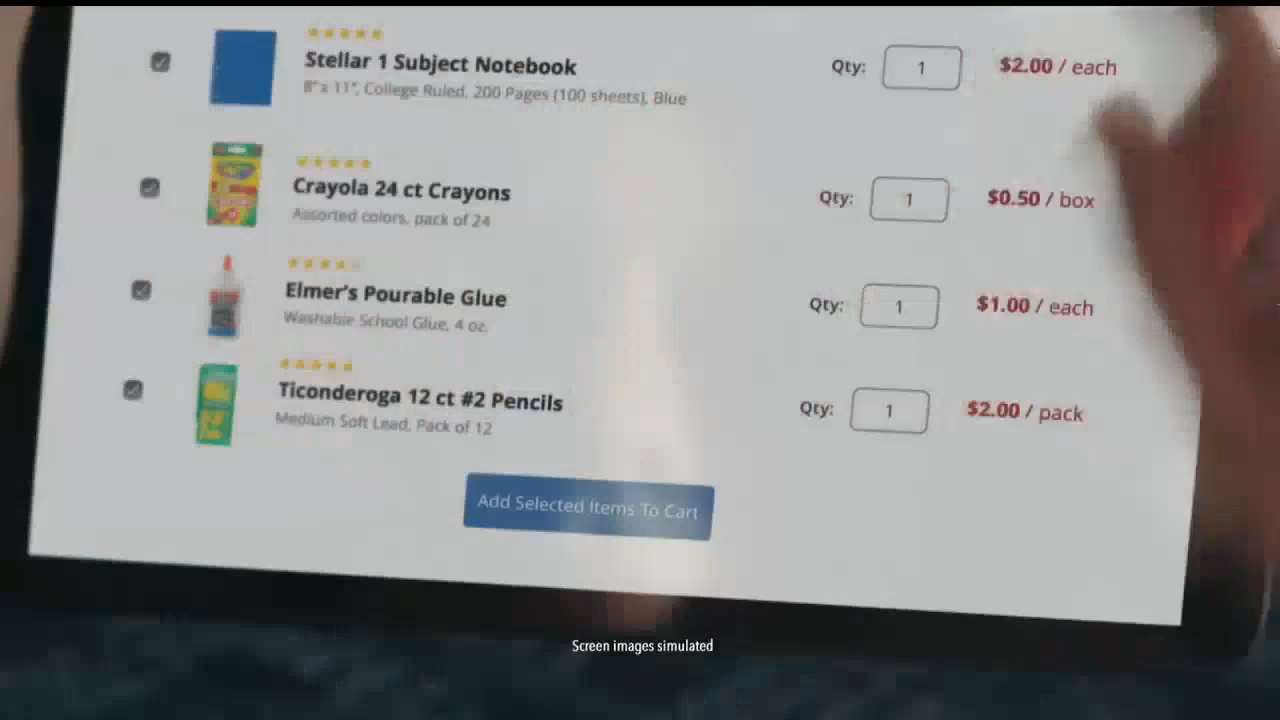 Stellar 1 Subject Notebook
8" x 11", College Ruled, 200 Pages (100 sheets), Blue
Qty: 1 $2.00 / each
Crayola 24 ct Crayons
Assorted colors, pack of 24
Qty: 1 $0.50 / box
Elmer's Pourable Glue
Washable School Glue, 4 oz.
Qty: 1 $1.00 / each
Ticonderoga 12 ct #2 Pencils
Medium Soft Lead, Pack of 12
Qty: 1 $2.00 / pack
Add Selected Items To Cart
Screen images simulated